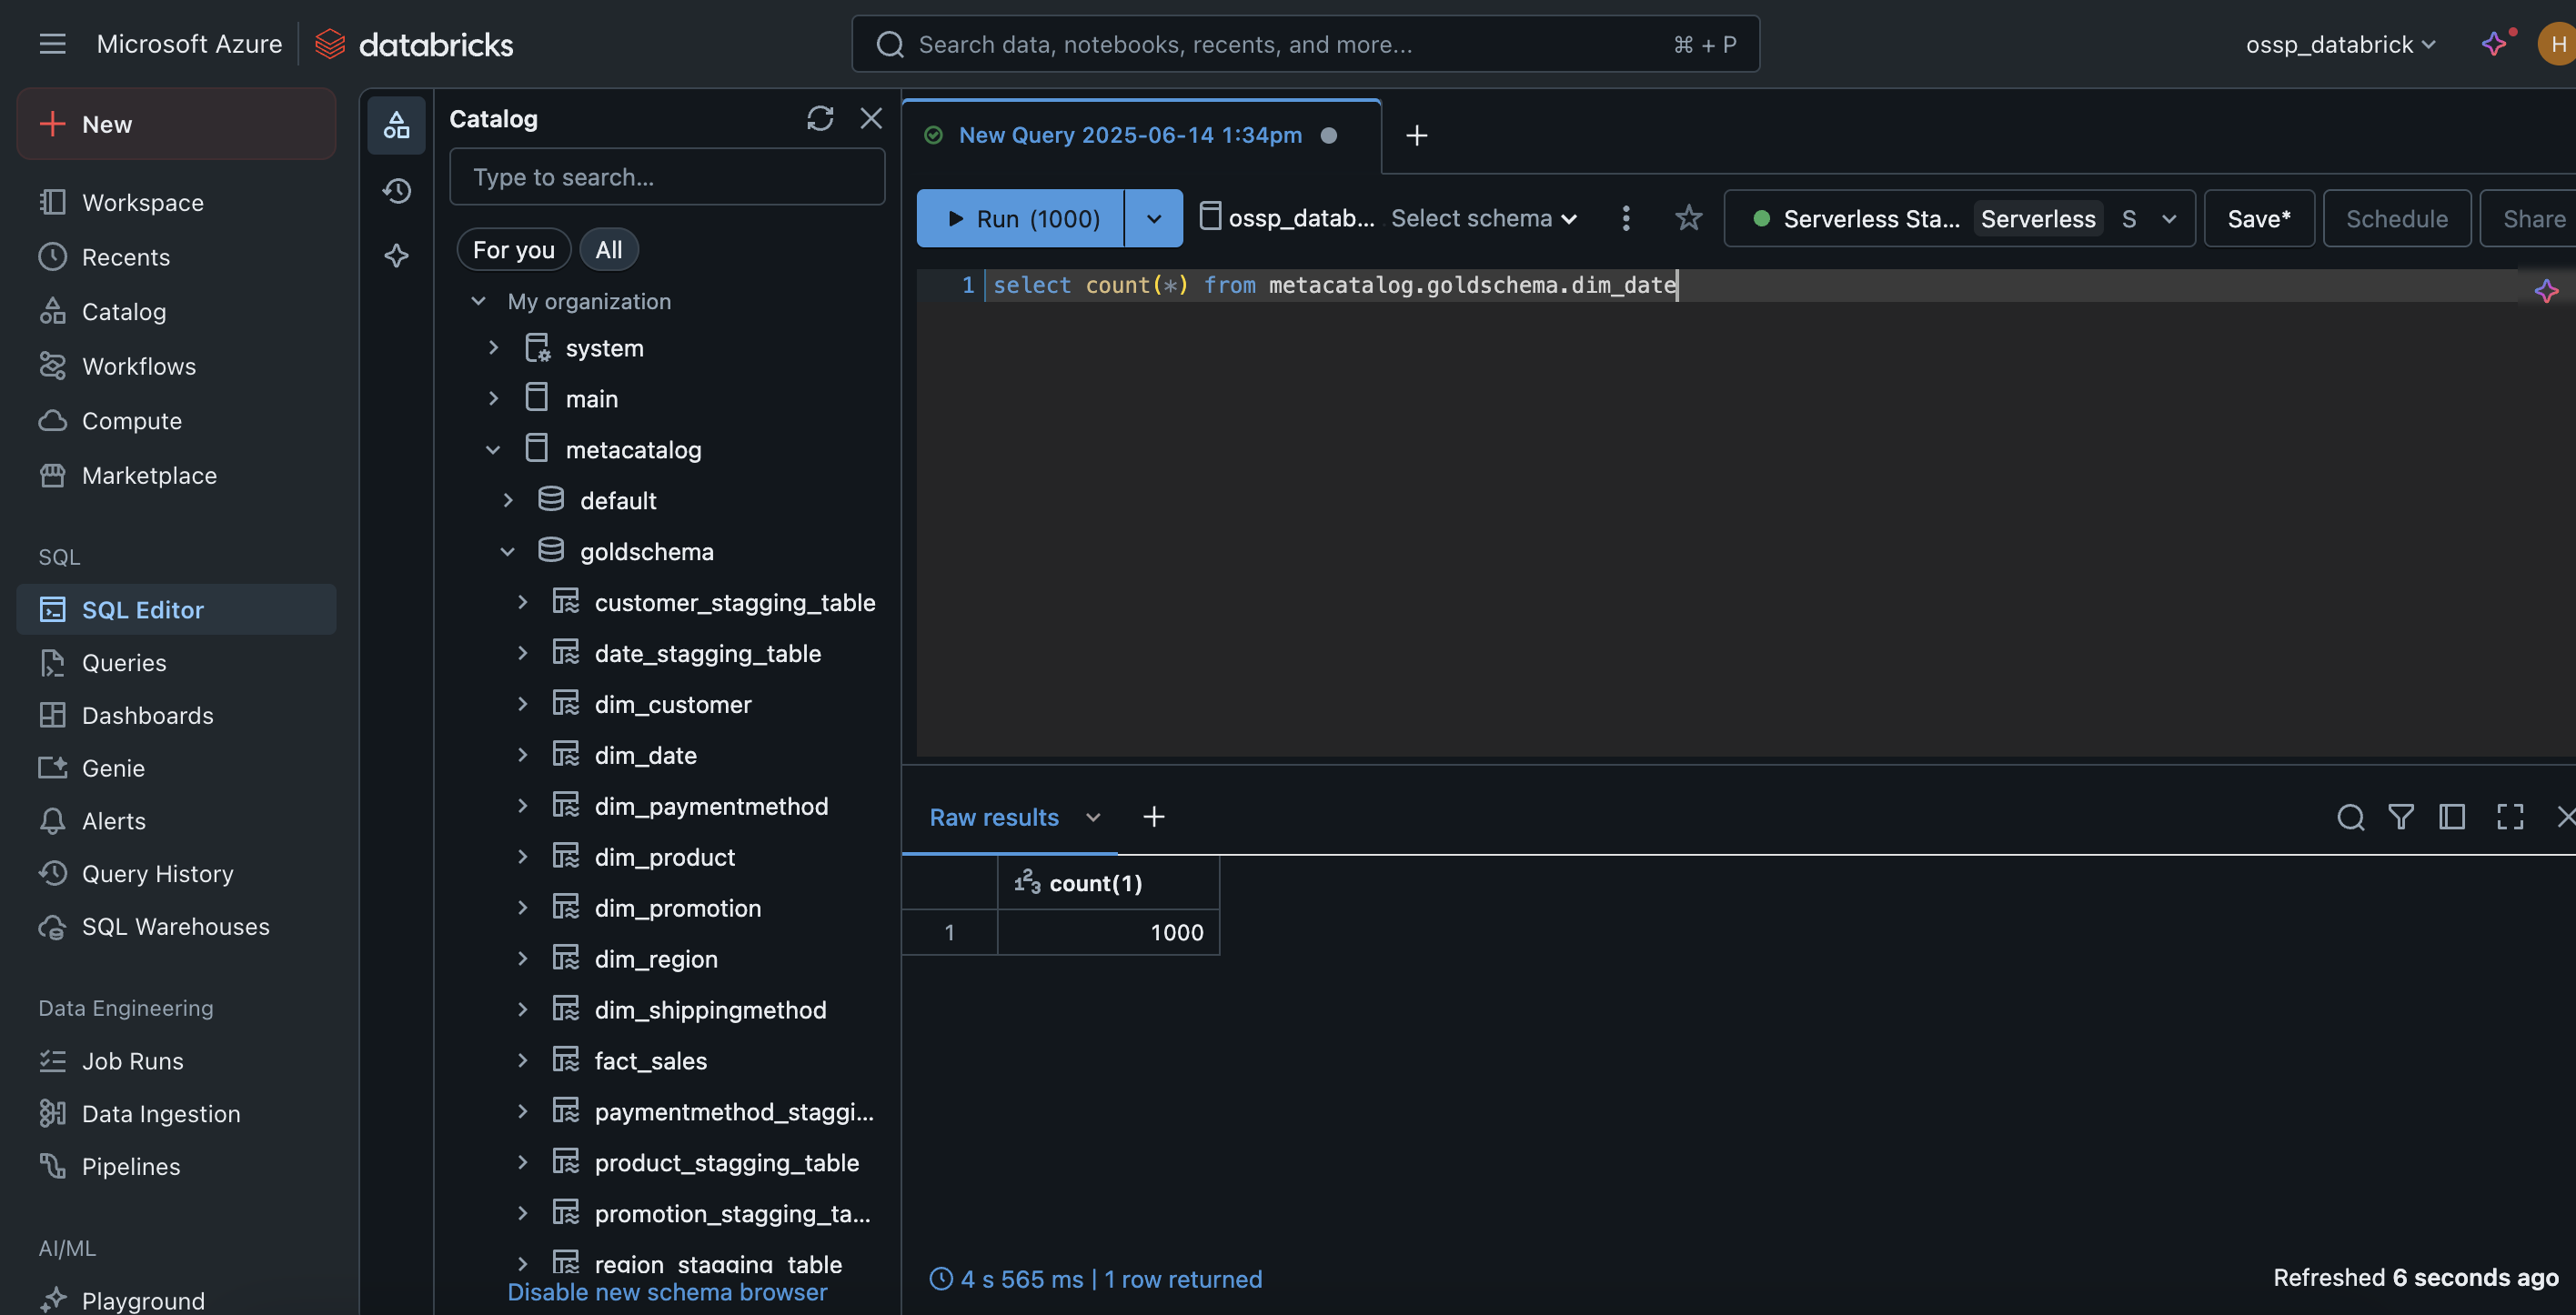 Microsoft Azure
databricks
Search data, notebooks, recents, and more...
⌘ + P
ossp_databrick
H
New
Workspace
Recents
Catalog
Workflows
Compute
Marketplace
SQL
SQL Editor
Queries
Dashboards
Genie
Alerts
Query History
SQL Warehouses
Data Engineering
Job Runs
Data Ingestion
Pipelines
AI/ML
Playground
Catalog
Type to search...
For you
All
My organization
system
main
metacatalog
default
goldschema
customer_stagging_table
date_stagging_table
dim_customer
dim_date
dim_paymentmethod
dim_product
dim_promotion
dim_region
dim_shippingmethod
fact_sales
paymentmethod_staggi...
product_stagging_table
promotion_stagging_ta...
region_stagging_table
Disable new schema browser
New Query 2025-06-14 1:34pm
Run (1000)
ossp_datab...
Select schema
Serverless Sta...
Serverless
S
Save*
Schedule
Share
1 select count(*) from metacatalog.goldschema.dim_date
Raw results
123 count(1)
1 1000
4 s 565 ms | 1 row returned
Refreshed 6 seconds ago